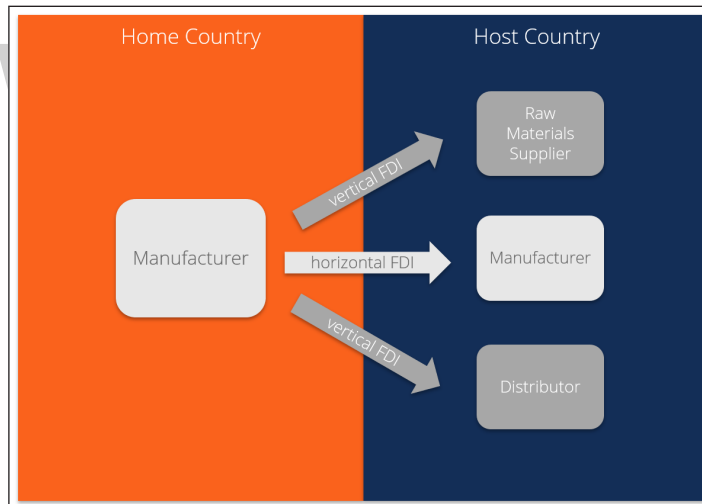 Home Country
Host Country
Raw
Materials
Supplier
vertical FDI
Manufacturer
horizontal FDI
Manufacturer
vertical FDI
Distributor